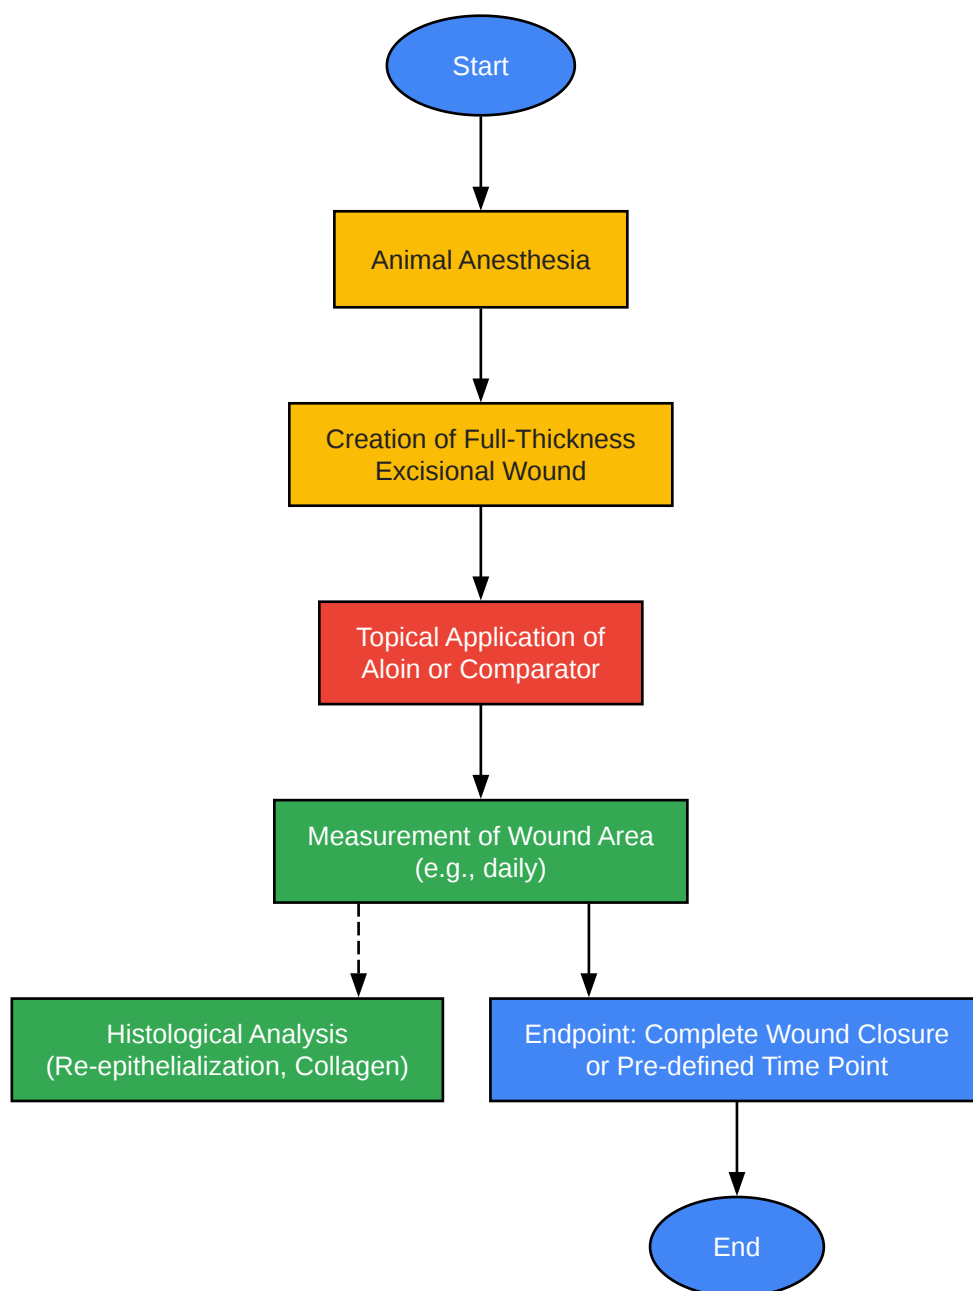 Start
Animal Anesthesia
Creation of Full-Thickness
Excisional Wound
Topical Application of
Aloin or Comparator
Measurement of Wound Area
(e.g., daily)
Histological Analysis
(Re-epithelialization, Collagen)
Endpoint: Complete Wound Closure
or Pre-defined Time Point
End